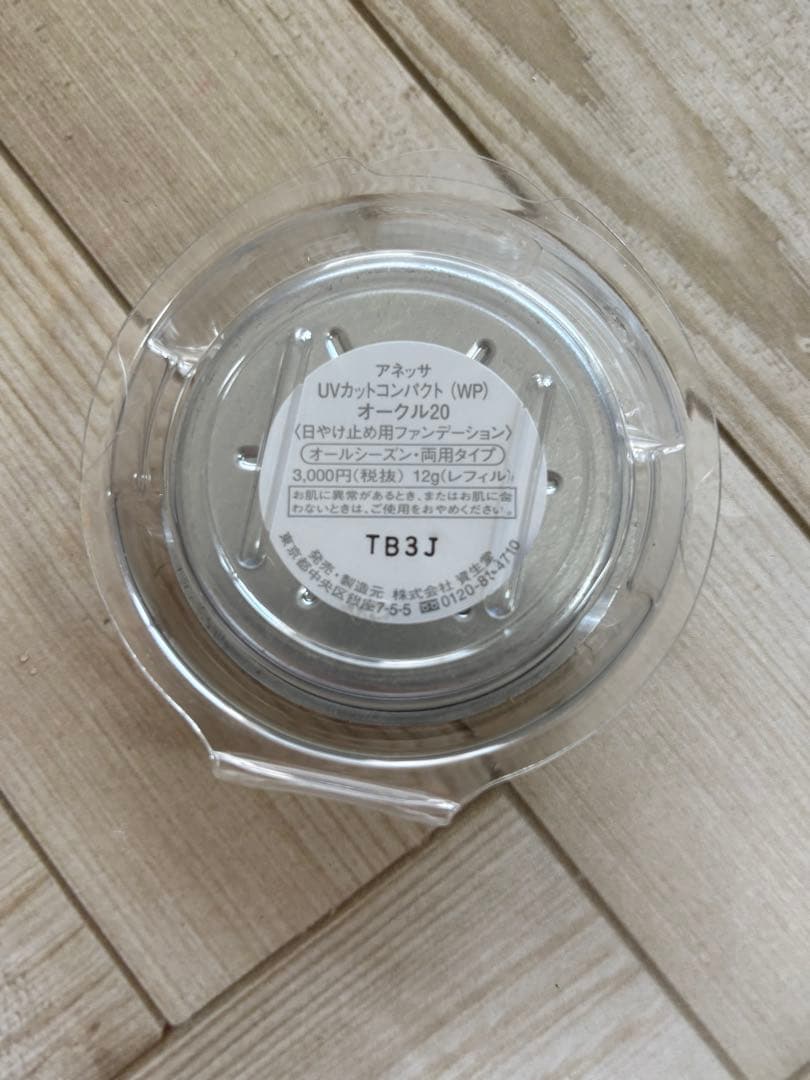 アネッサ
UVカットコンパクト（WP）
オークル20
〈日やけ止め用ファンデーション〉
オールシーズン・両用タイプ
3,000円（税抜） 12g（レフィル）
お肌に異常があるとき、またはお肌に合
わないときは、ご使用をおやめください。
TB3J
発売・製造元 株式会社 資生堂
東京都中央区銀座7-5-5 ☎0120-81-4710